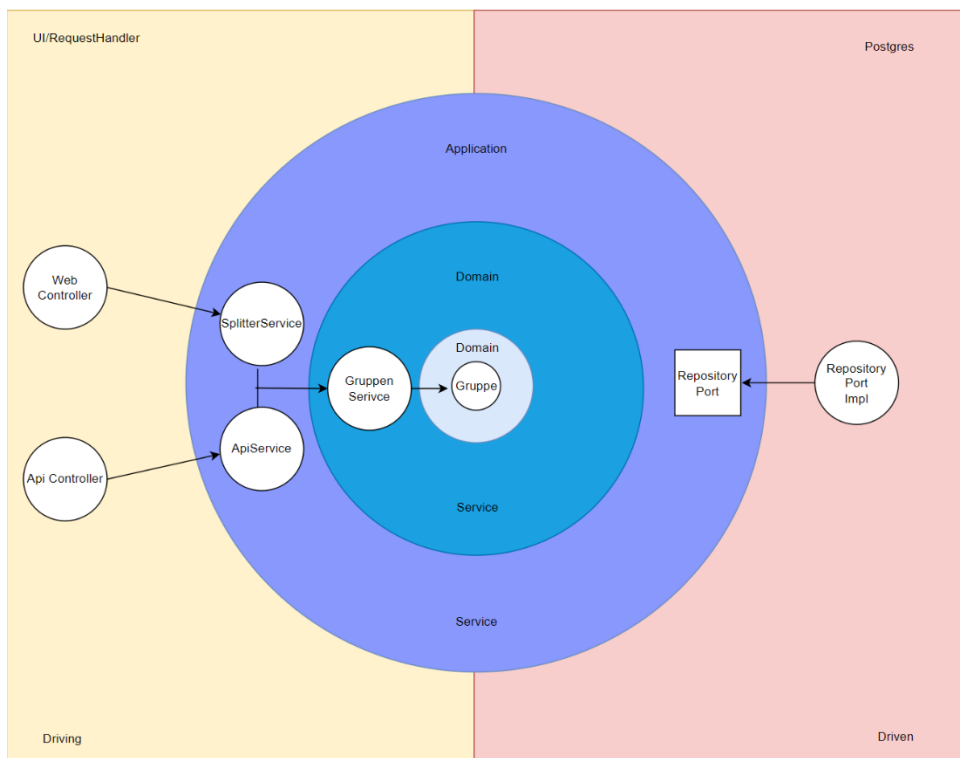 UI/RequestHandler
Postgres
Application
Domain
Web
Controller
SplitterService
Domain
Gruppen
Serivce
Gruppe
Repository
Port
Repository
Port
Impl
ApiService
Api Controller
Service
Service
Driving
Driven